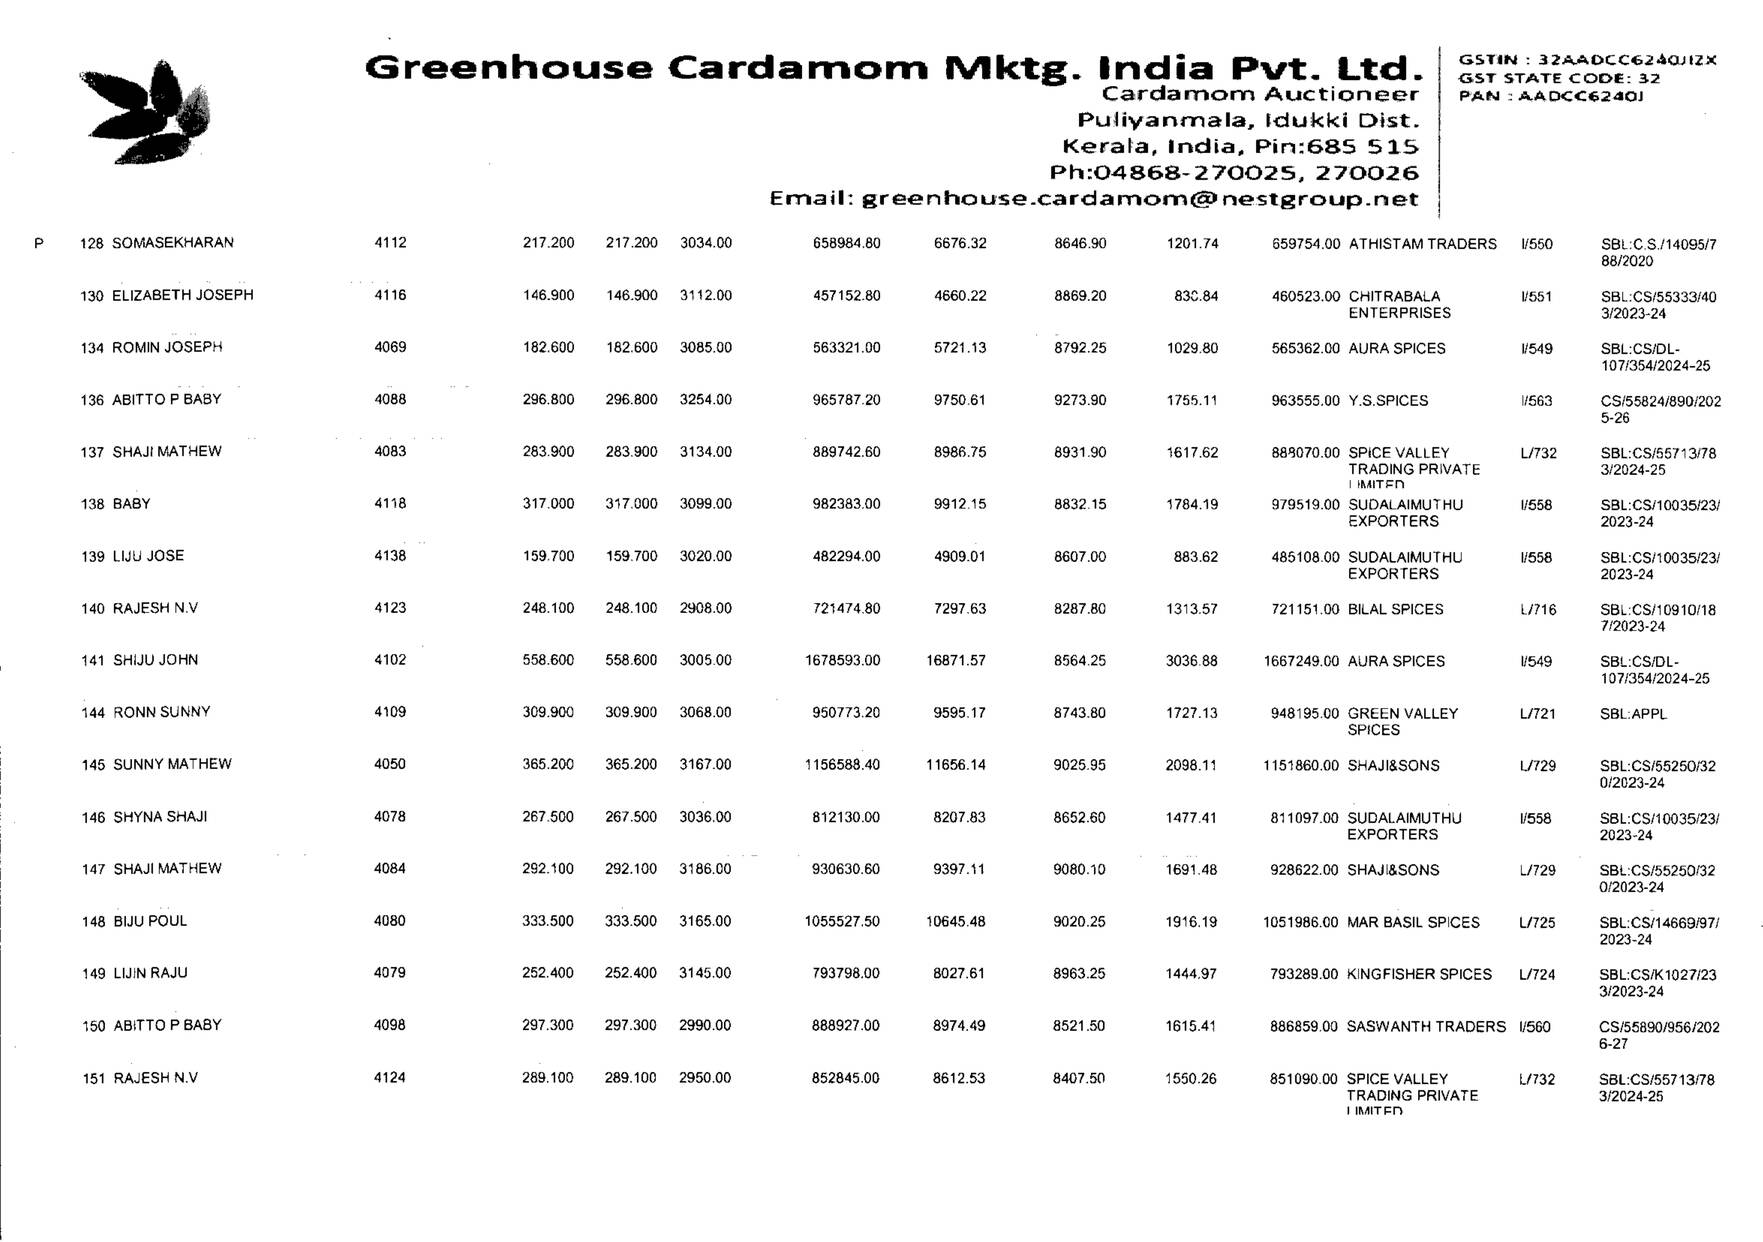 Greenhouse Cardamom Mktg. India Pvt. Ltd.
Cardamom Auctioneer
Puliyanmala, Idukki Dist.
Kerala, India, Pin:685 515
Ph:04868-270025, 270026
Email: greenhouse.cardamom@nestgroup.net
GSTIN : 32AADCC6240J1ZX
GST STATE CODE: 32
PAN : AADCC6240J
P 128 SOMASEKHARAN 4112 217.200 217.200 3034.00 658984.80 6676.32 8646.90 1201.74 659754.00 ATHISTAM TRADERS I/550 SBL:C.S./14095/7
88/2020
130 ELIZABETH JOSEPH 4116 146.900 146.900 3112.00 457152.80 4660.22 8869.20 838.84 460523.00 CHITRABALA I/551 SBL:CS/55333/40
ENTERPRISES 3/2023-24
134 ROMIN JOSEPH 4069 182.600 182.600 3085.00 563321.00 5721.13 8792.25 1029.80 565362.00 AURA SPICES I/549 SBL:CS/DL-
107/354/2024-25
136 ABITTO P BABY 4088 296.800 296.800 3254.00 965787.20 9750.61 9273.90 1755.11 963555.00 Y.S.SPICES I/563 CS/55824/890/202
5-26
137 SHAJI MATHEW 4083 283.900 283.900 3134.00 889742.60 8986.75 8931.90 1617.62 888070.00 SPICE VALLEY L/732 SBL:CS/55713/78
TRADING PRIVATE 3/2024-25
LIMITED
138 BABY 4118 317.000 317.000 3099.00 982383.00 9912.15 8832.15 1784.19 979519.00 SUDALAIMUTHU I/558 SBL:CS/10035/23/
EXPORTERS 2023-24
139 LIJU JOSE 4138 159.700 159.700 3020.00 482294.00 4909.01 8607.00 883.62 485108.00 SUDALAIMUTHU I/558 SBL:CS/10035/23/
EXPORTERS 2023-24
140 RAJESH N.V 4123 248.100 248.100 2908.00 721474.80 7297.63 8287.80 1313.57 721151.00 BILAL SPICES L/716 SBL:CS/10910/18
7/2023-24
141 SHIJU JOHN 4102 558.600 558.600 3005.00 1678593.00 16871.57 8564.25 3036.88 1667249.00 AURA SPICES I/549 SBL:CS/DL-
107/354/2024-25
144 RONN SUNNY 4109 309.900 309.900 3068.00 950773.20 9595.17 8743.80 1727.13 948195.00 GREEN VALLEY L/721 SBL:APPL
SPICES
145 SUNNY MATHEW 4050 365.200 365.200 3167.00 1156588.40 11656.14 9025.95 2098.11 1151860.00 SHAJI&SONS L/729 SBL:CS/55250/32
0/2023-24
146 SHYNA SHAJI 4078 267.500 267.500 3036.00 812130.00 8207.83 8652.60 1477.41 811097.00 SUDALAIMUTHU I/558 SBL:CS/10035/23/
EXPORTERS 2023-24
147 SHAJI MATHEW 4084 292.100 292.100 3186.00 930630.60 9397.11 9080.10 1691.48 928622.00 SHAJI&SONS L/729 SBL:CS/55250/32
0/2023-24
148 BIJU POUL 4080 333.500 333.500 3165.00 1055527.50 10645.48 9020.25 1916.19 1051986.00 MAR BASIL SPICES L/725 SBL:CS/14669/97/
2023-24
149 LIJIN RAJU 4079 252.400 252.400 3145.00 793798.00 8027.61 8963.25 1444.97 793289.00 KINGFISHER SPICES L/724 SBL:CS/K1027/23
3/2023-24
150 ABITTO P BABY 4098 297.300 297.300 2990.00 888927.00 8974.49 8521.50 1615.41 886859.00 SASWANTH TRADERS I/560 CS/55890/956/202
6-27
151 RAJESH N.V 4124 289.100 289.100 2950.00 852845.00 8612.53 8407.50 1550.26 851090.00 SPICE VALLEY L/732 SBL:CS/55713/78
TRADING PRIVATE 3/2024-25
LIMITED